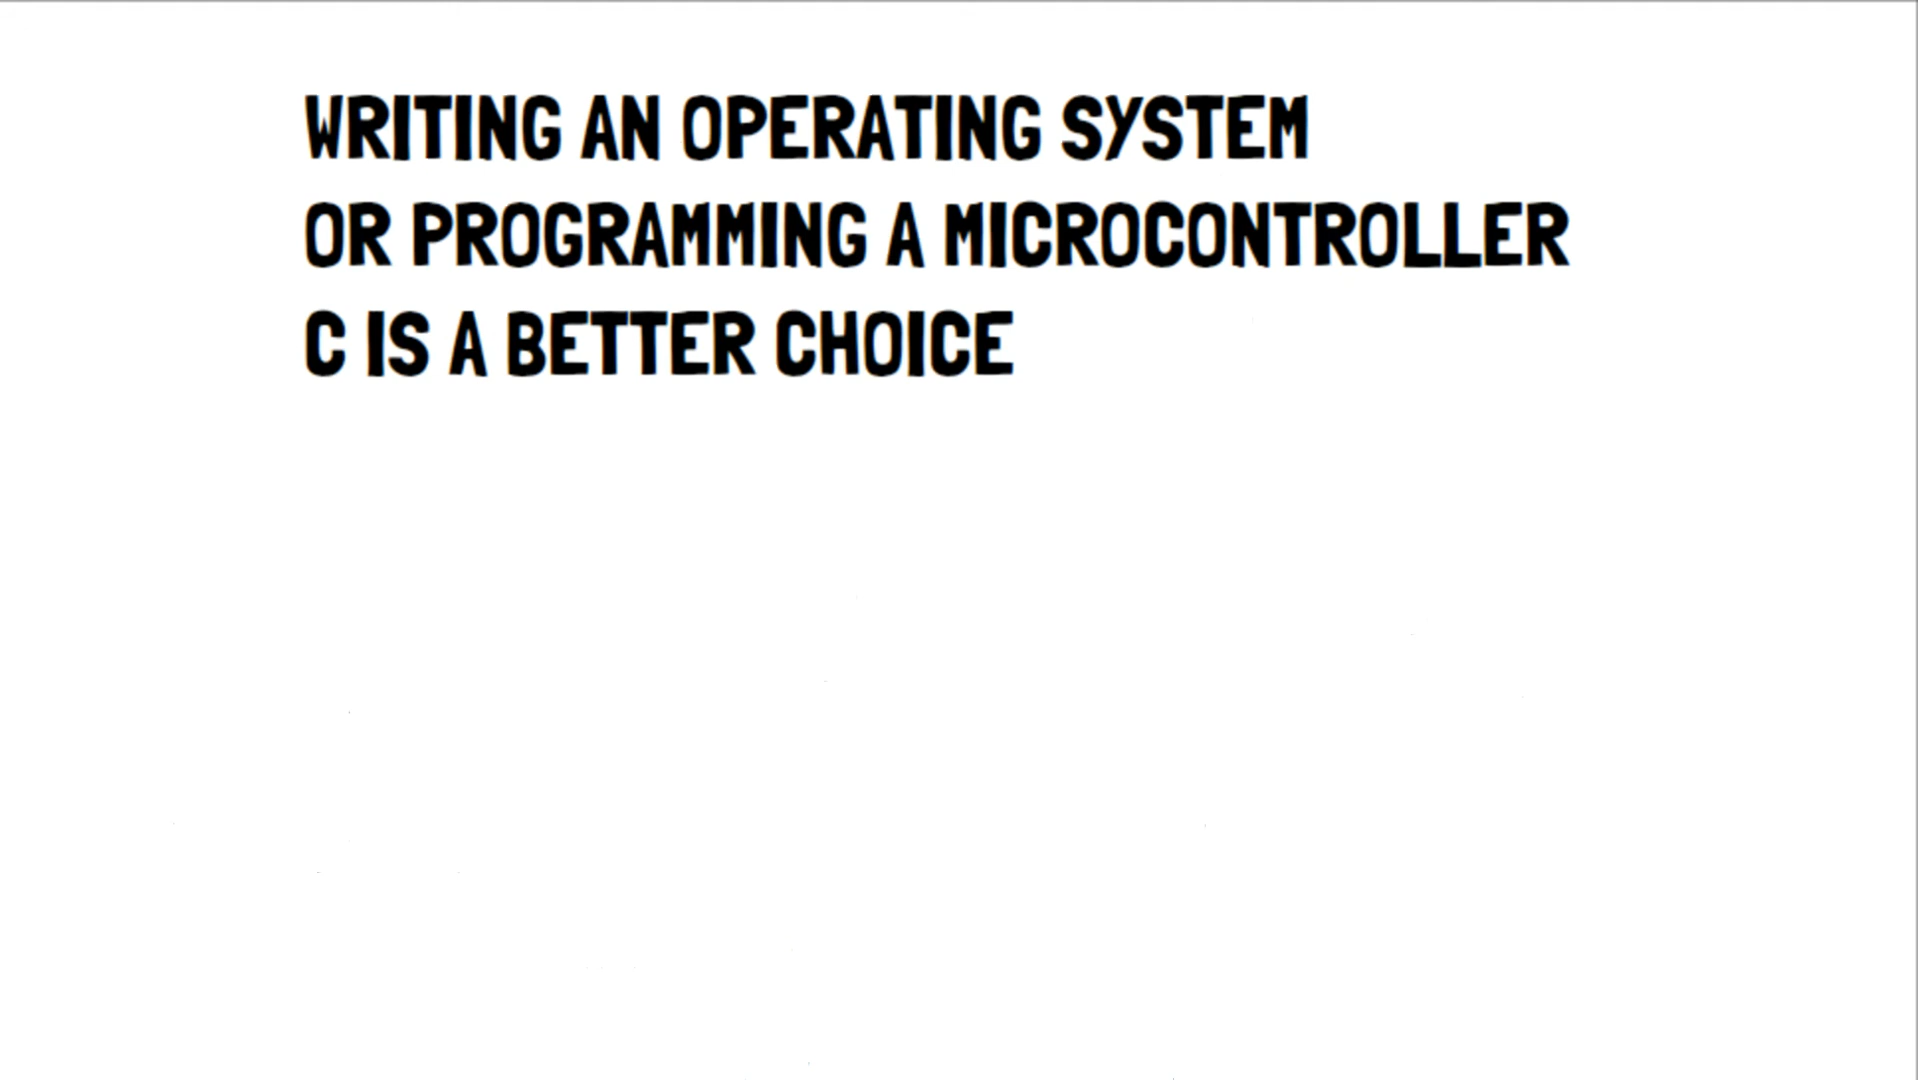 WRITING AN OPERATING SYSTEM
OR PROGRAMMING A MICROCONTROLLER
C IS A BETTER CHOICE